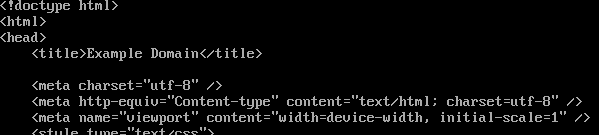 <!doctype html>
<html>
<head>
    <title>Example Domain</title>

    <meta charset="utf-8" />
    <meta http-equiv="Content-type" content="text/html; charset=utf-8" />
    <meta name="viewport" content="width=device-width, initial-scale=1" />
    <style type="text/css">